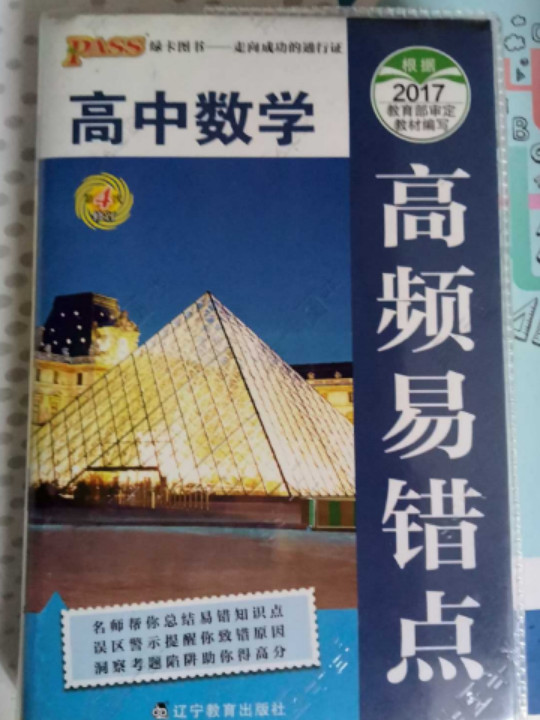 PASS 绿卡图书——走向成功的通行证
高中数学
根据
2017
教育部审定
教材编写
高频易错点
4
名师帮你总结易错知识点
误区警示提醒你致错原因
洞察考题陷阱助你得高分
辽宁教育出版社